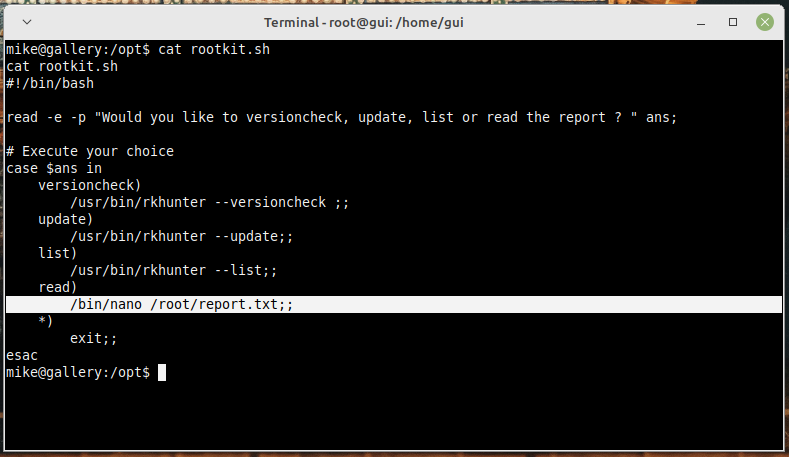 Terminal - root@gui: /home/gui
mike@gallery:/opt$ cat rootkit.sh
cat rootkit.sh
#!/bin/bash

read -e -p "Would you like to versioncheck, update, list or read the report ? " ans;

# Execute your choice
case $ans in
    versioncheck)
        /usr/bin/rkhunter --versioncheck ;;
    update)
        /usr/bin/rkhunter --update;;
    list)
        /usr/bin/rkhunter --list;;
    read)
        /bin/nano /root/report.txt;;
    *)
        exit;;
esac
mike@gallery:/opt$